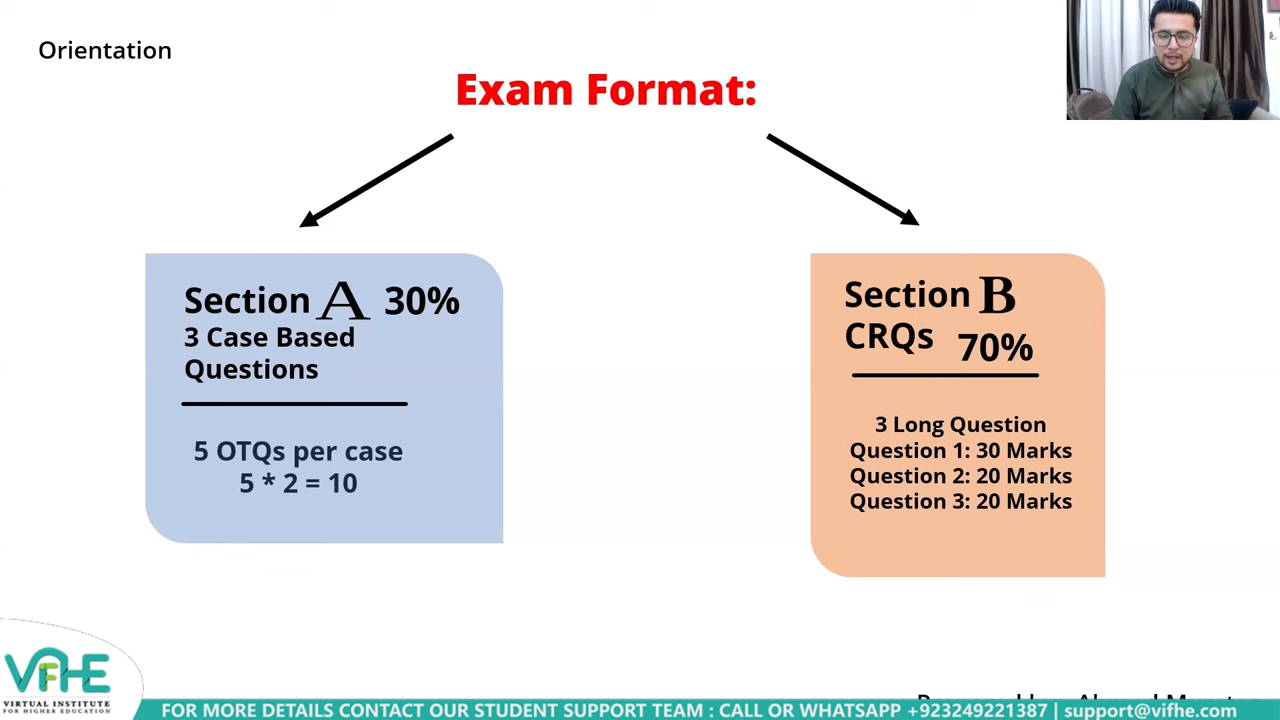 Orientation
Exam Format:
Section A 30%
3 Case Based
Questions
5 OTQs per case
5 * 2 = 10
Section B
CRQs 70%
3 Long Question
Question 1: 30 Marks
Question 2: 20 Marks
Question 3: 20 Marks
VFHE
VIRTUAL INSTITUTE
FOR HIGHER EDUCATION
FOR MORE DETAILS CONTACT OUR STUDENT SUPPORT TEAM : CALL OR WHATSAPP +923249221387 | support@vifhe.com